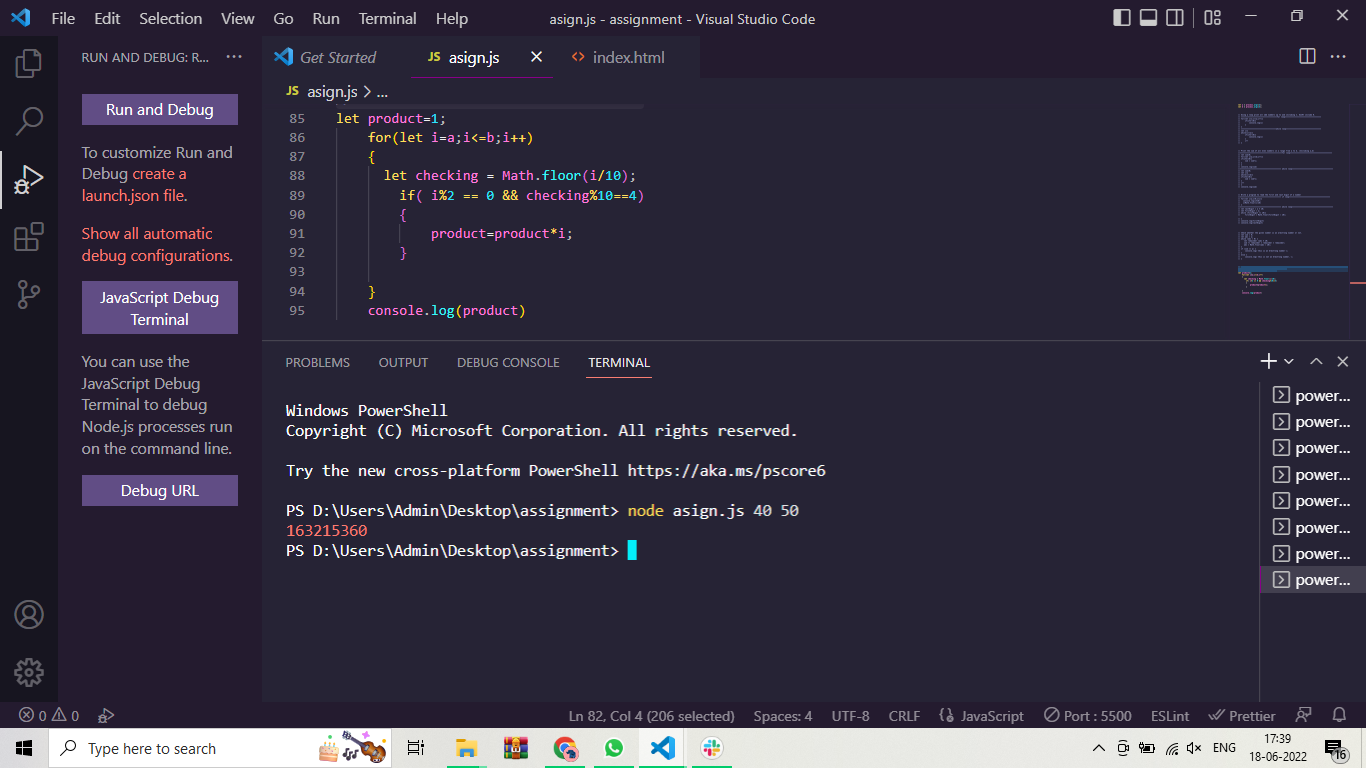 File Edit Selection View Go Run Terminal Help
asign.js - assignment - Visual Studio Code
RUN AND DEBUG: R...
Run and Debug
To customize Run and
Debug create a
launch.json file.
Show all automatic
debug configurations.
JavaScript Debug
Terminal
You can use the
JavaScript Debug
Terminal to debug
Node.js processes run
on the command line.
Debug URL
Get Started
JS asign.js
<> index.html
JS asign.js > ...
85 let product=1;
86 for(let i=a;i<=b;i++)
87 {
88 let checking = Math.floor(i/10);
89 if( i%2 == 0 && checking%10==4)
90 {
91 product=product*i;
92 }
93
94 }
95 console.log(product)
PROBLEMS OUTPUT DEBUG CONSOLE TERMINAL
Windows PowerShell
Copyright (C) Microsoft Corporation. All rights reserved.
Try the new cross-platform PowerShell https://aka.ms/pscore6
PS D:\Users\Admin\Desktop\assignment> node asign.js 40 50
163215360
PS D:\Users\Admin\Desktop\assignment>
power...
power...
power...
power...
power...
power...
power...
power...
0 0
Ln 82, Col 4 (206 selected) Spaces: 4 UTF-8 CRLF {} JavaScript Port : 5500 ESLint Prettier
Type here to search
ENG
17:39
18-06-2022
16